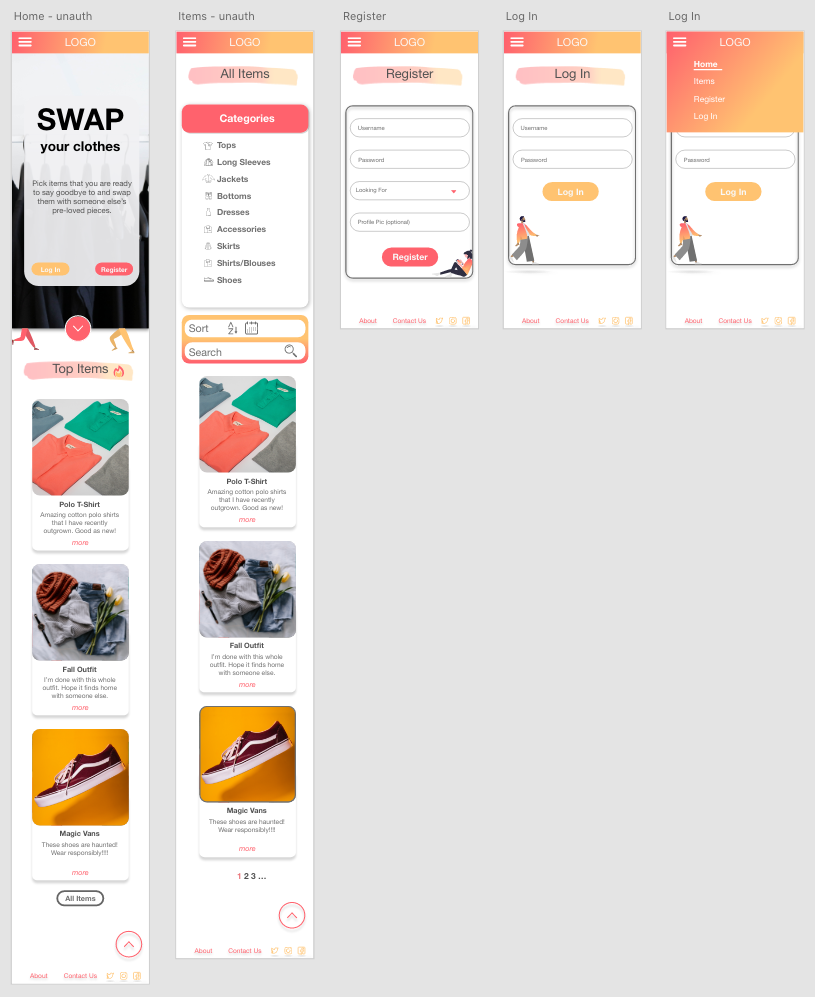 Home - unauth
LOGO
SWAP
your clothes
Pick items that you are ready
to say goodbye to and swap
them with someone else's
pre-loved pieces.
Log In
Register
Top Items
Polo T-Shirt
Amazing cotton polo shirts
that I have recently
outgrown. Good as new!
more
Fall Outfit
I'm done with this whole
outfit. Hope it finds home
with someone else.
more
Magic Vans
These shoes are haunted!
Wear responsibly!!!!
more
All Items
About
Contact Us
Items - unauth
LOGO
All Items
Categories
Tops
Long Sleeves
Jackets
Bottoms
Dresses
Accessories
Skirts
Shirts/Blouses
Shoes
Sort
Search
Polo T-Shirt
Amazing cotton polo shirts
that I have recently
outgrown. Good as new!
more
Fall Outfit
I'm done with this whole
outfit. Hope it finds home
with someone else.
more
Magic Vans
These shoes are haunted!
Wear responsibly!!!!
more
1 2 3 ...
About
Contact Us
Register
LOGO
Register
Username
Password
Looking For
Profile Pic (optional)
Register
About
Contact Us
Log In
LOGO
Log In
Username
Password
Log In
About
Contact Us
Log In
LOGO
Home
Items
Register
Log In
Password
Log In
About
Contact Us